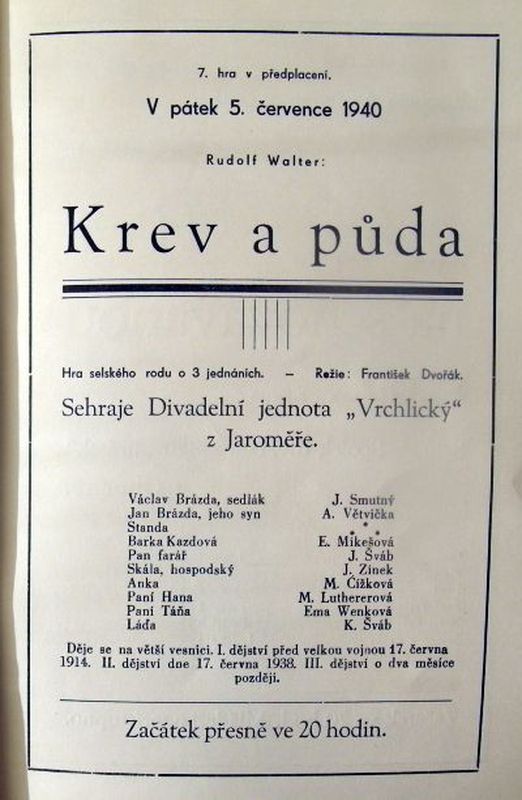 7. hra v předplacení.
V pátek 5. července 1940
Rudolf Walter:
Krev a půda
Hra selského rodu o 3 jednáních. – Režie: František Dvořák.
Sehraje Divadelní jednota „Vrchlický“
z Jaroměře.
Václav Brázda, sedlák J. Smutný
Jan Brázda, jeho syn A. Větvička
Standa * * *
Barka Kazdová E. Mikešová
Pan farář J. Šváb
Skála, hospodský J. Zinek
Anka M. Čížková
Paní Hana M. Luthererová
Paní Táňa Ema Wenková
Láďa K. Šváb
Děje se na větší vesnici. I. dějství před velkou vojnou 17. června
1914. II. dějství dne 17. června 1938. III. dějství o dva měsíce
později.
Začátek přesně ve 20 hodin.